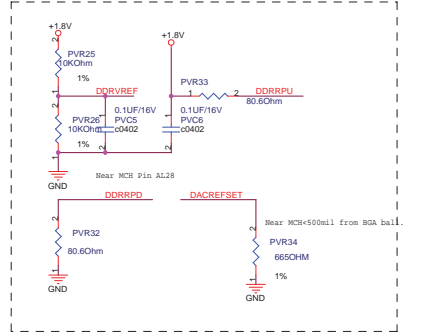 +1.8V
+1.8V
2
PVR25
10KOhm
1%
1
DDRVREF
PVR33
1
2
DDRRPU
80.6Ohm
2
PVR26
10KOhm
1%
1
1
0.1UF/16V
PVC5
c0402
2
1
0.1UF/16V
PVC6
c0402
2
GND
Near MCH Pin AL28
DDRRPD
DACREFSET
Near MCH<500mil from BGA ball.
2
PVR32
80.6Ohm
1
GND
2
PVR34
665OHM
1%
1
GND